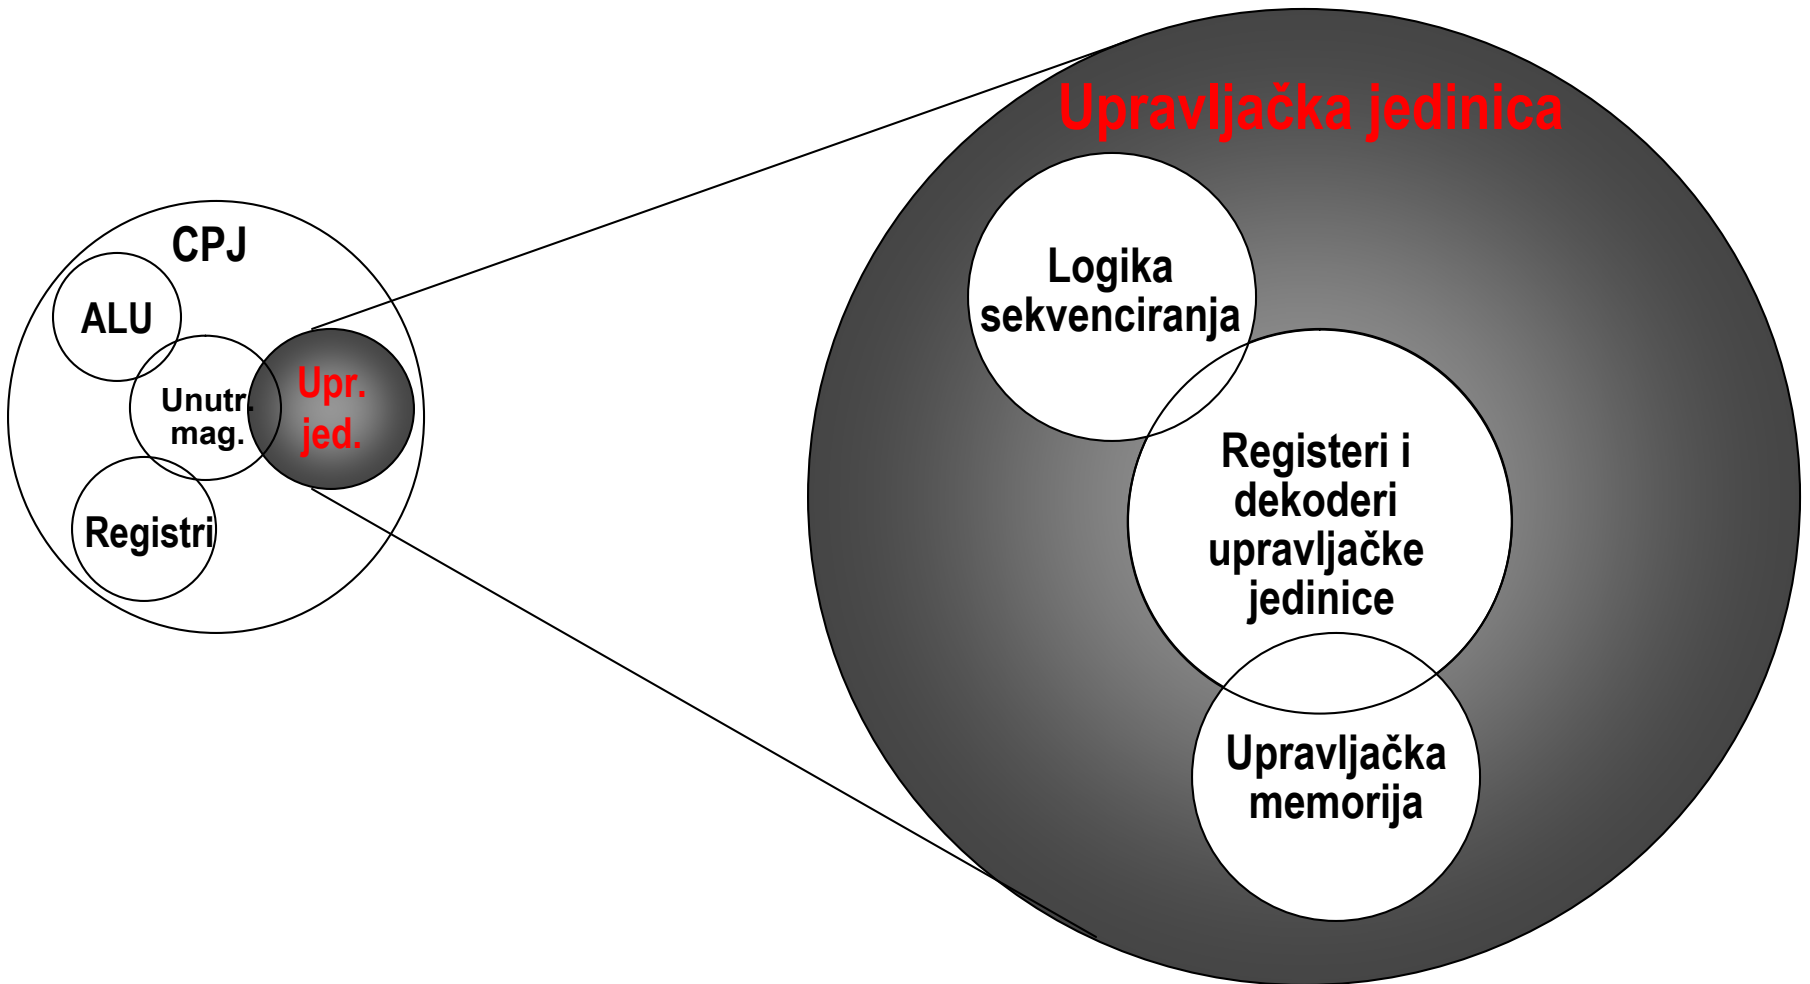 CPJ
ALU
Unutr.
mag.
Upr.
jed.
Registri
Upravljačka jedinica
Logika
sekvenciranja
Registeri i
dekoderi
upravljačke
jedinice
Upravljačka
memorija